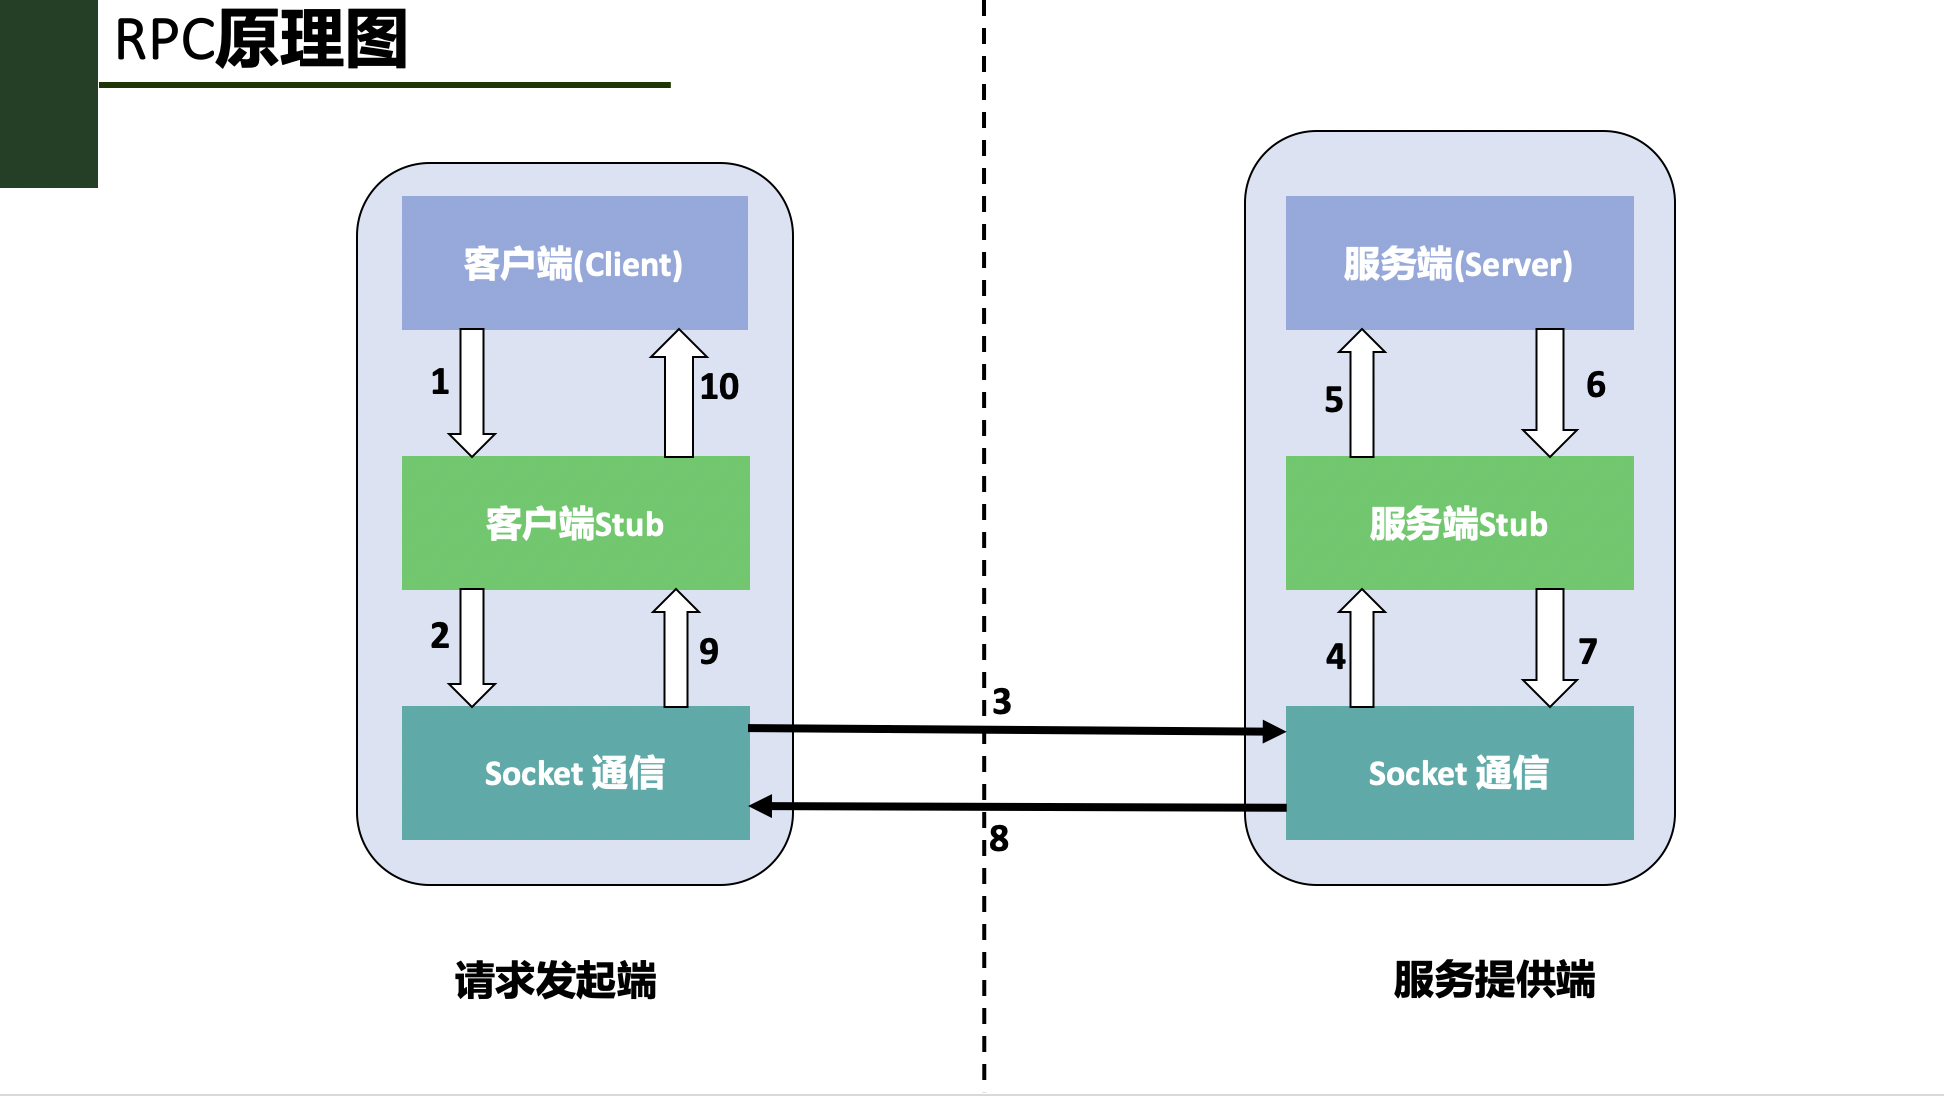 RPC原理图
客户端(Client)
1
10
客户端Stub
2
9
Socket 通信
请求发起端
3
8
服务端(Server)
5
6
服务端Stub
4
7
Socket 通信
服务提供端